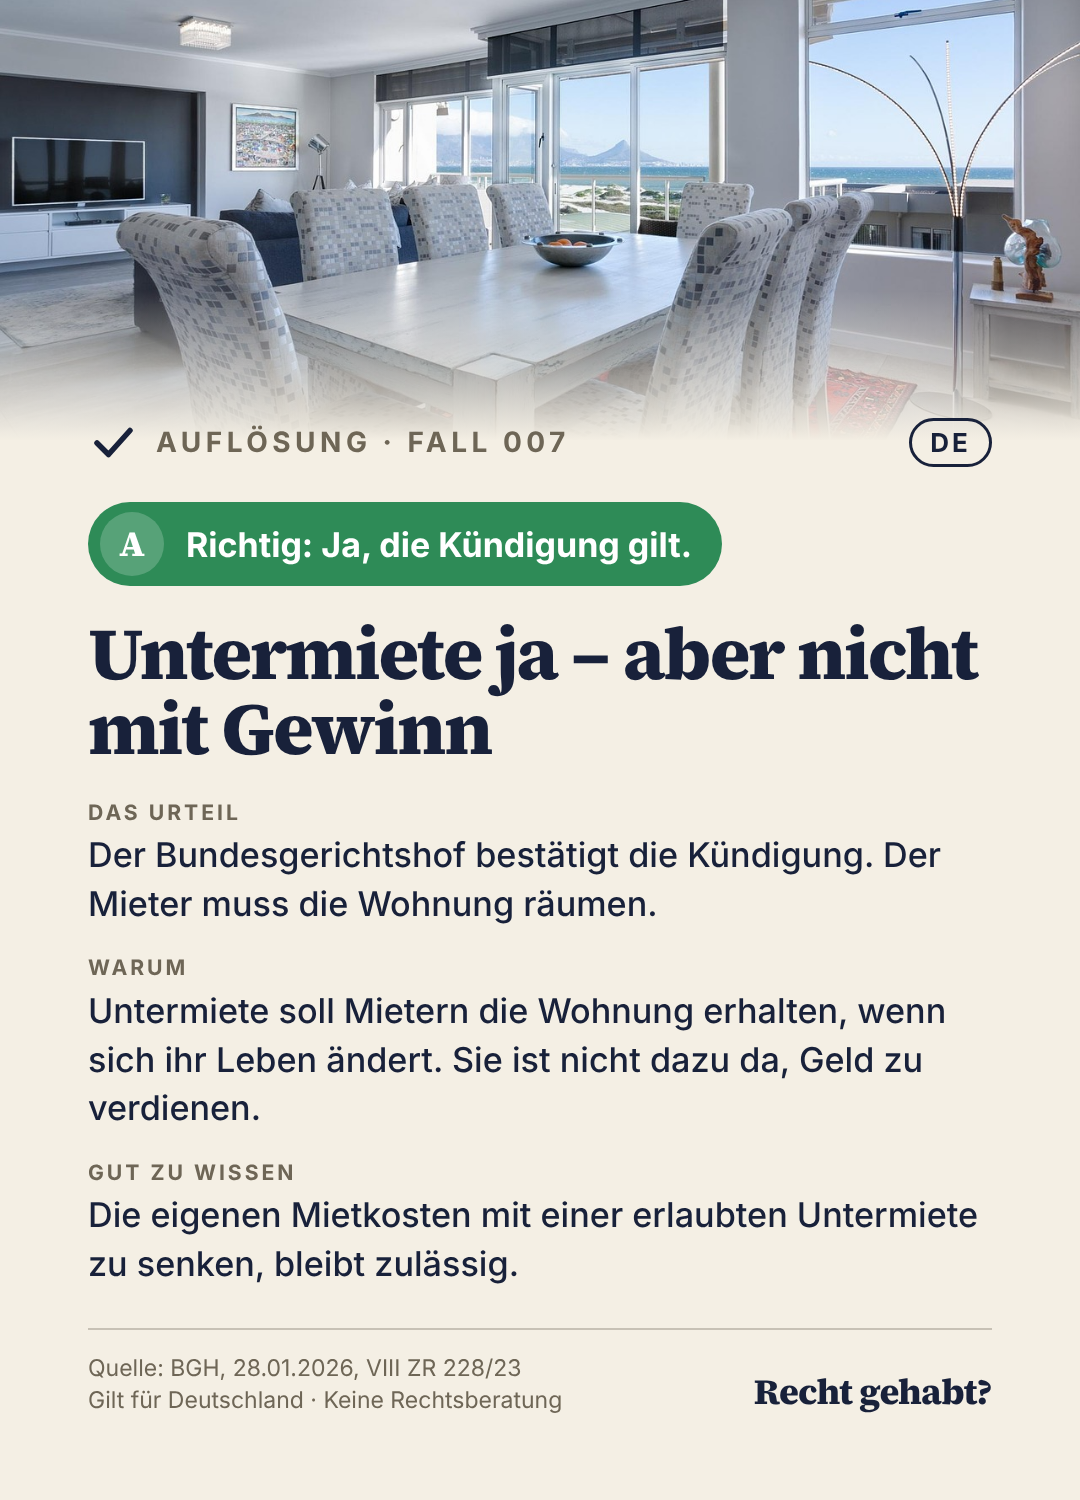 AUFLÖSUNG · FALL 007
DE
A
Richtig: Ja, die Kündigung gilt.
Untermiete ja – aber nicht
mit Gewinn
DAS URTEIL
Der Bundesgerichtshof bestätigt die Kündigung. Der
Mieter muss die Wohnung räumen.
WARUM
Untermiete soll Mietern die Wohnung erhalten, wenn
sich ihr Leben ändert. Sie ist nicht dazu da, Geld zu
verdienen.
GUT ZU WISSEN
Die eigenen Mietkosten mit einer erlaubten Untermiete
zu senken, bleibt zulässig.
Quelle: BGH, 28.01.2026, VIII ZR 228/23
Gilt für Deutschland · Keine Rechtsberatung
Recht gehabt?